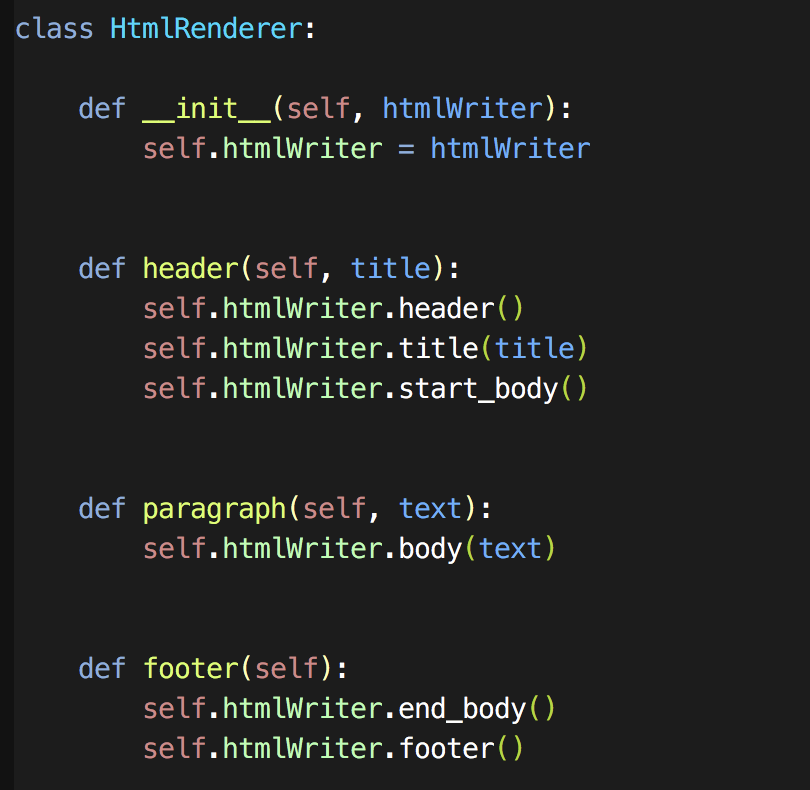 class HtmlRenderer:
    def __init__(self, htmlWriter):
        self.htmlWriter = htmlWriter
    def header(self, title):
        self.htmlWriter.header()
        self.htmlWriter.title(title)
        self.htmlWriter.start_body()
    def paragraph(self, text):
        self.htmlWriter.body(text)
    def footer(self):
        self.htmlWriter.end_body()
        self.htmlWriter.footer()